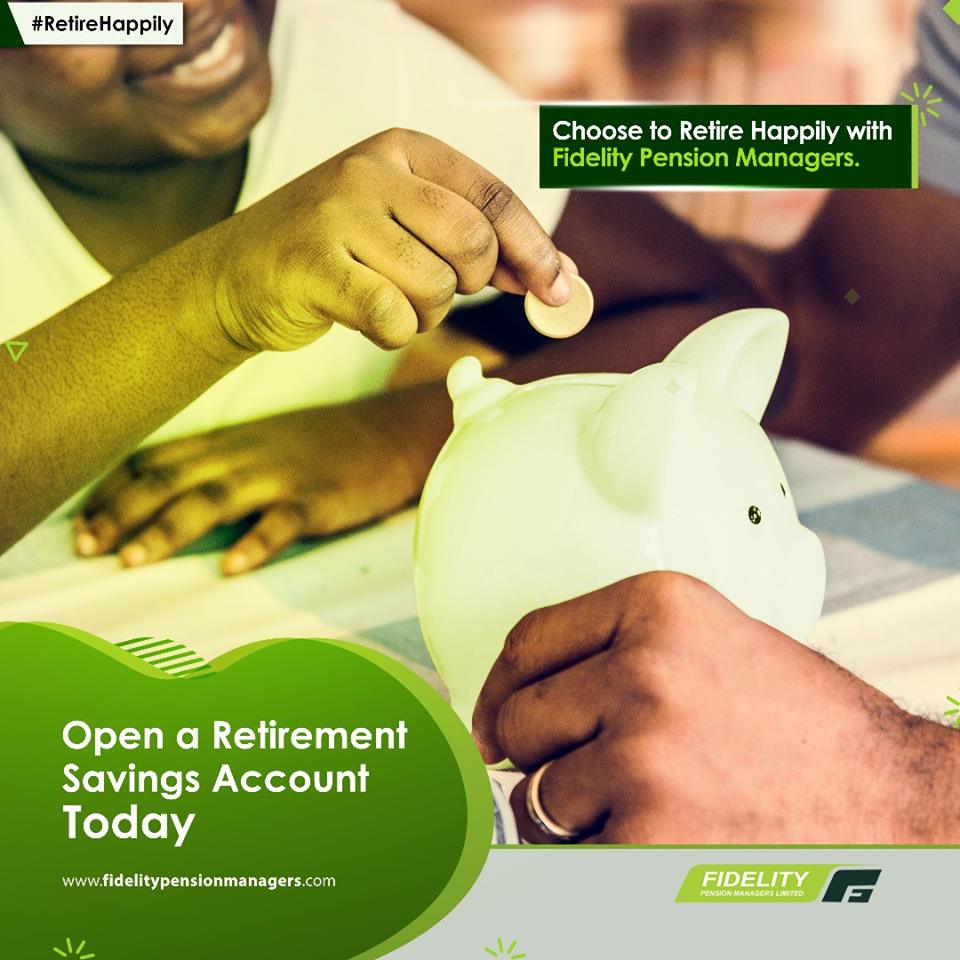 #RetireHappily
Choose to Retire Happily with
Fidelity Pension Managers.
Open a Retirement
Savings Account
Today
www.fidelitypensionmanagers.com
FIDELITY
PENSION MANAGERS LIMITED